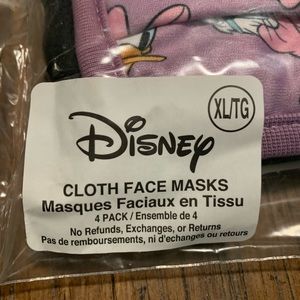 XL/TG
Disney
CLOTH FACE MASKS
Masques Faciaux en Tissu
4 PACK / Ensemble de 4
No Refunds, Exchanges, or Returns
Pas de remboursements, ni d'echanges ou retours